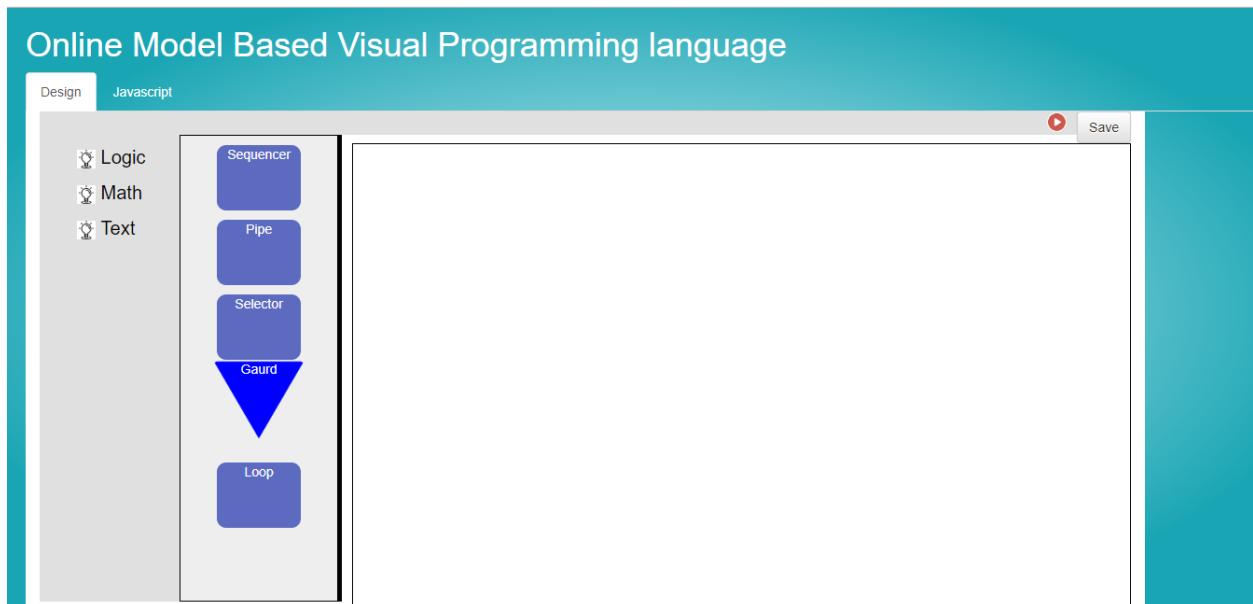 Online Model Based Visual Programming language
Design
Javascript
Save
Logic
Math
Text
Sequencer
Pipe
Selector
Gaurd
Loop